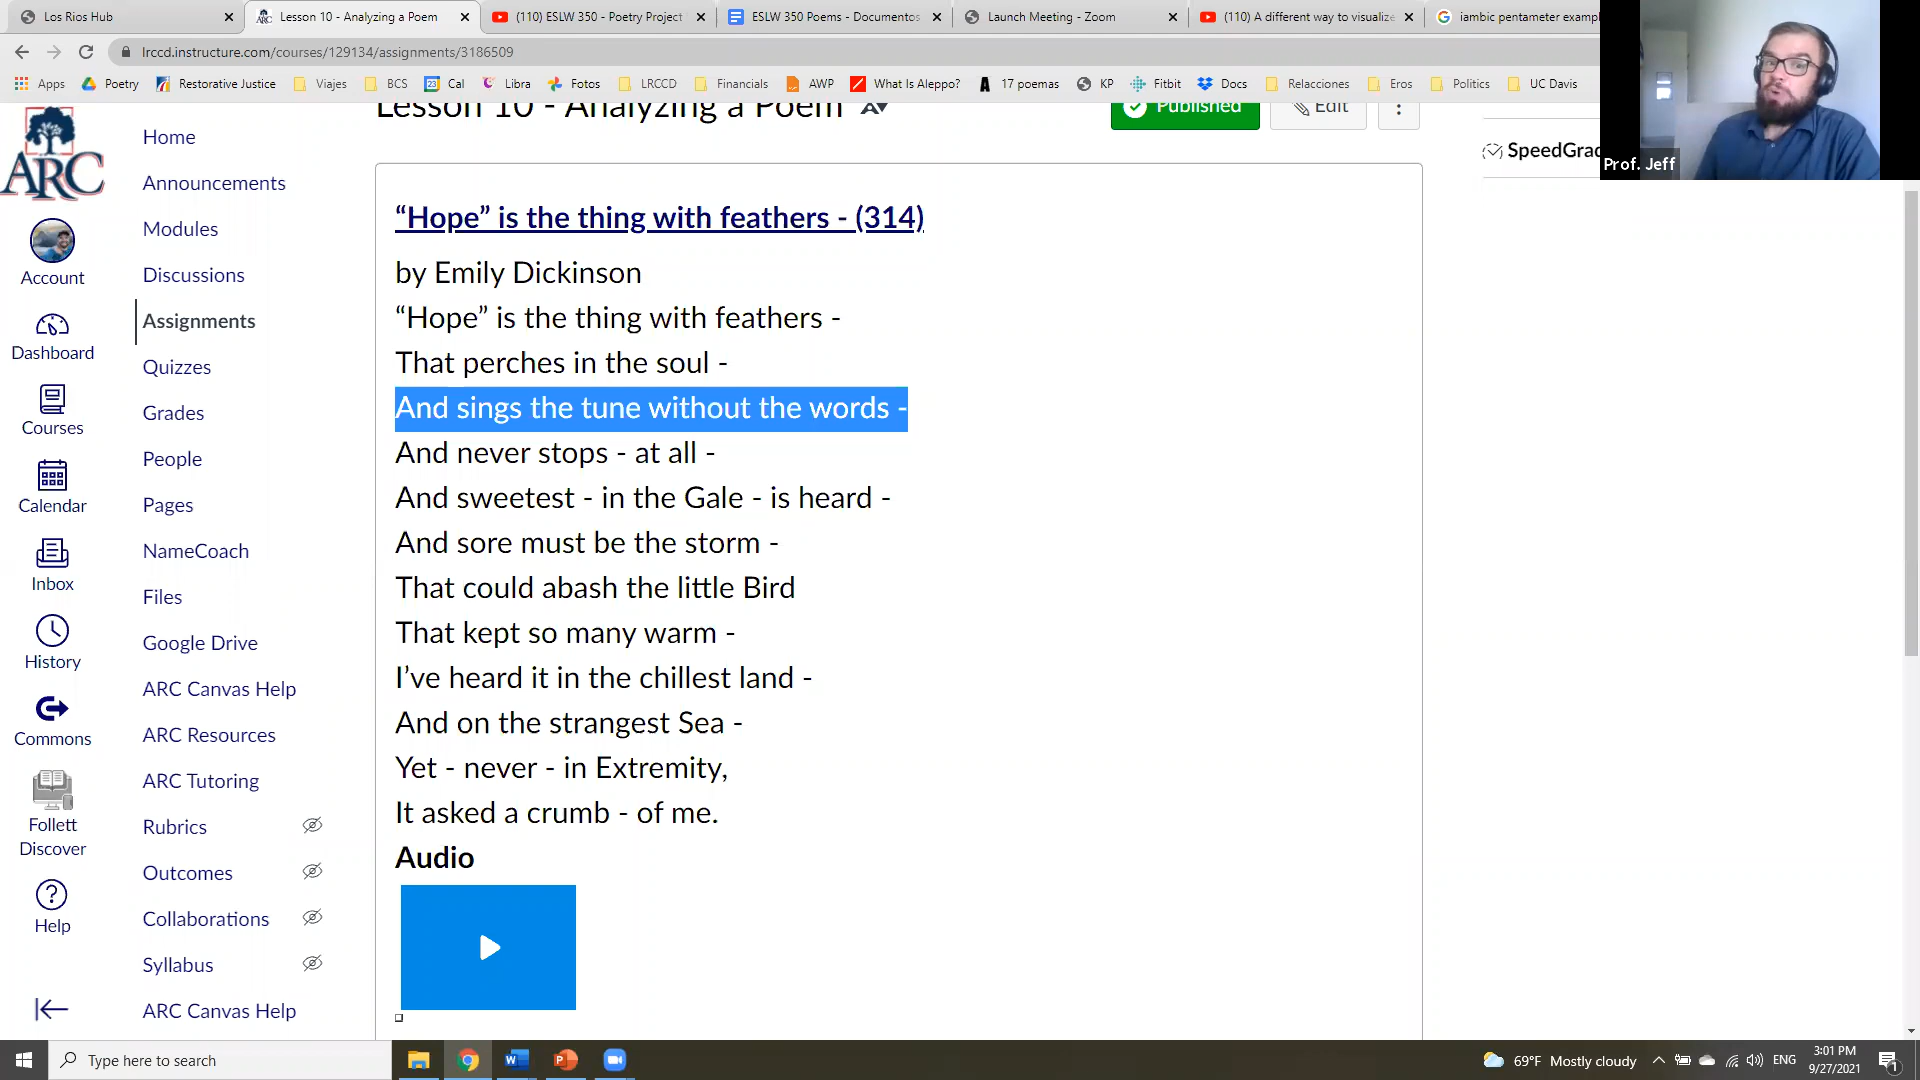 Los Rios Hub
Lesson 10 - Analyzing a Poem
(110) ESLW 350 - Poetry Project
ESLW 350 Poems - Documentos
Launch Meeting - Zoom
(110) A different way to visualize
iambic pentameter exampl
lrccd.instructure.com/courses/129134/assignments/3186509
Apps
Poetry
Restorative Justice
Viajes
BCS
Cal
Libra
Fotos
LRCCD
Financials
AWP
What Is Aleppo?
17 poemas
KP
Fitbit
Docs
Relacciones
Eros
Politics
UC Davis
Prof. Jeff
ARC
Account
Dashboard
Courses
Calendar
Inbox
History
Commons
Follett
Discover
Help
Home
Announcements
Modules
Discussions
Assignments
Quizzes
Grades
People
Pages
NameCoach
Files
Google Drive
ARC Canvas Help
ARC Resources
ARC Tutoring
Rubrics
Outcomes
Collaborations
Syllabus
ARC Canvas Help
Lesson 10 - Analyzing a Poem
Published
Edit
SpeedGra
“Hope” is the thing with feathers - (314)
by Emily Dickinson
“Hope” is the thing with feathers -
That perches in the soul -
And sings the tune without the words -
And never stops - at all -
And sweetest - in the Gale - is heard -
And sore must be the storm -
That could abash the little Bird
That kept so many warm -
I’ve heard it in the chillest land -
And on the strangest Sea -
Yet - never - in Extremity,
It asked a crumb - of me.
Audio
Type here to search
69°F Mostly cloudy
ENG
3:01 PM
9/27/2021
1